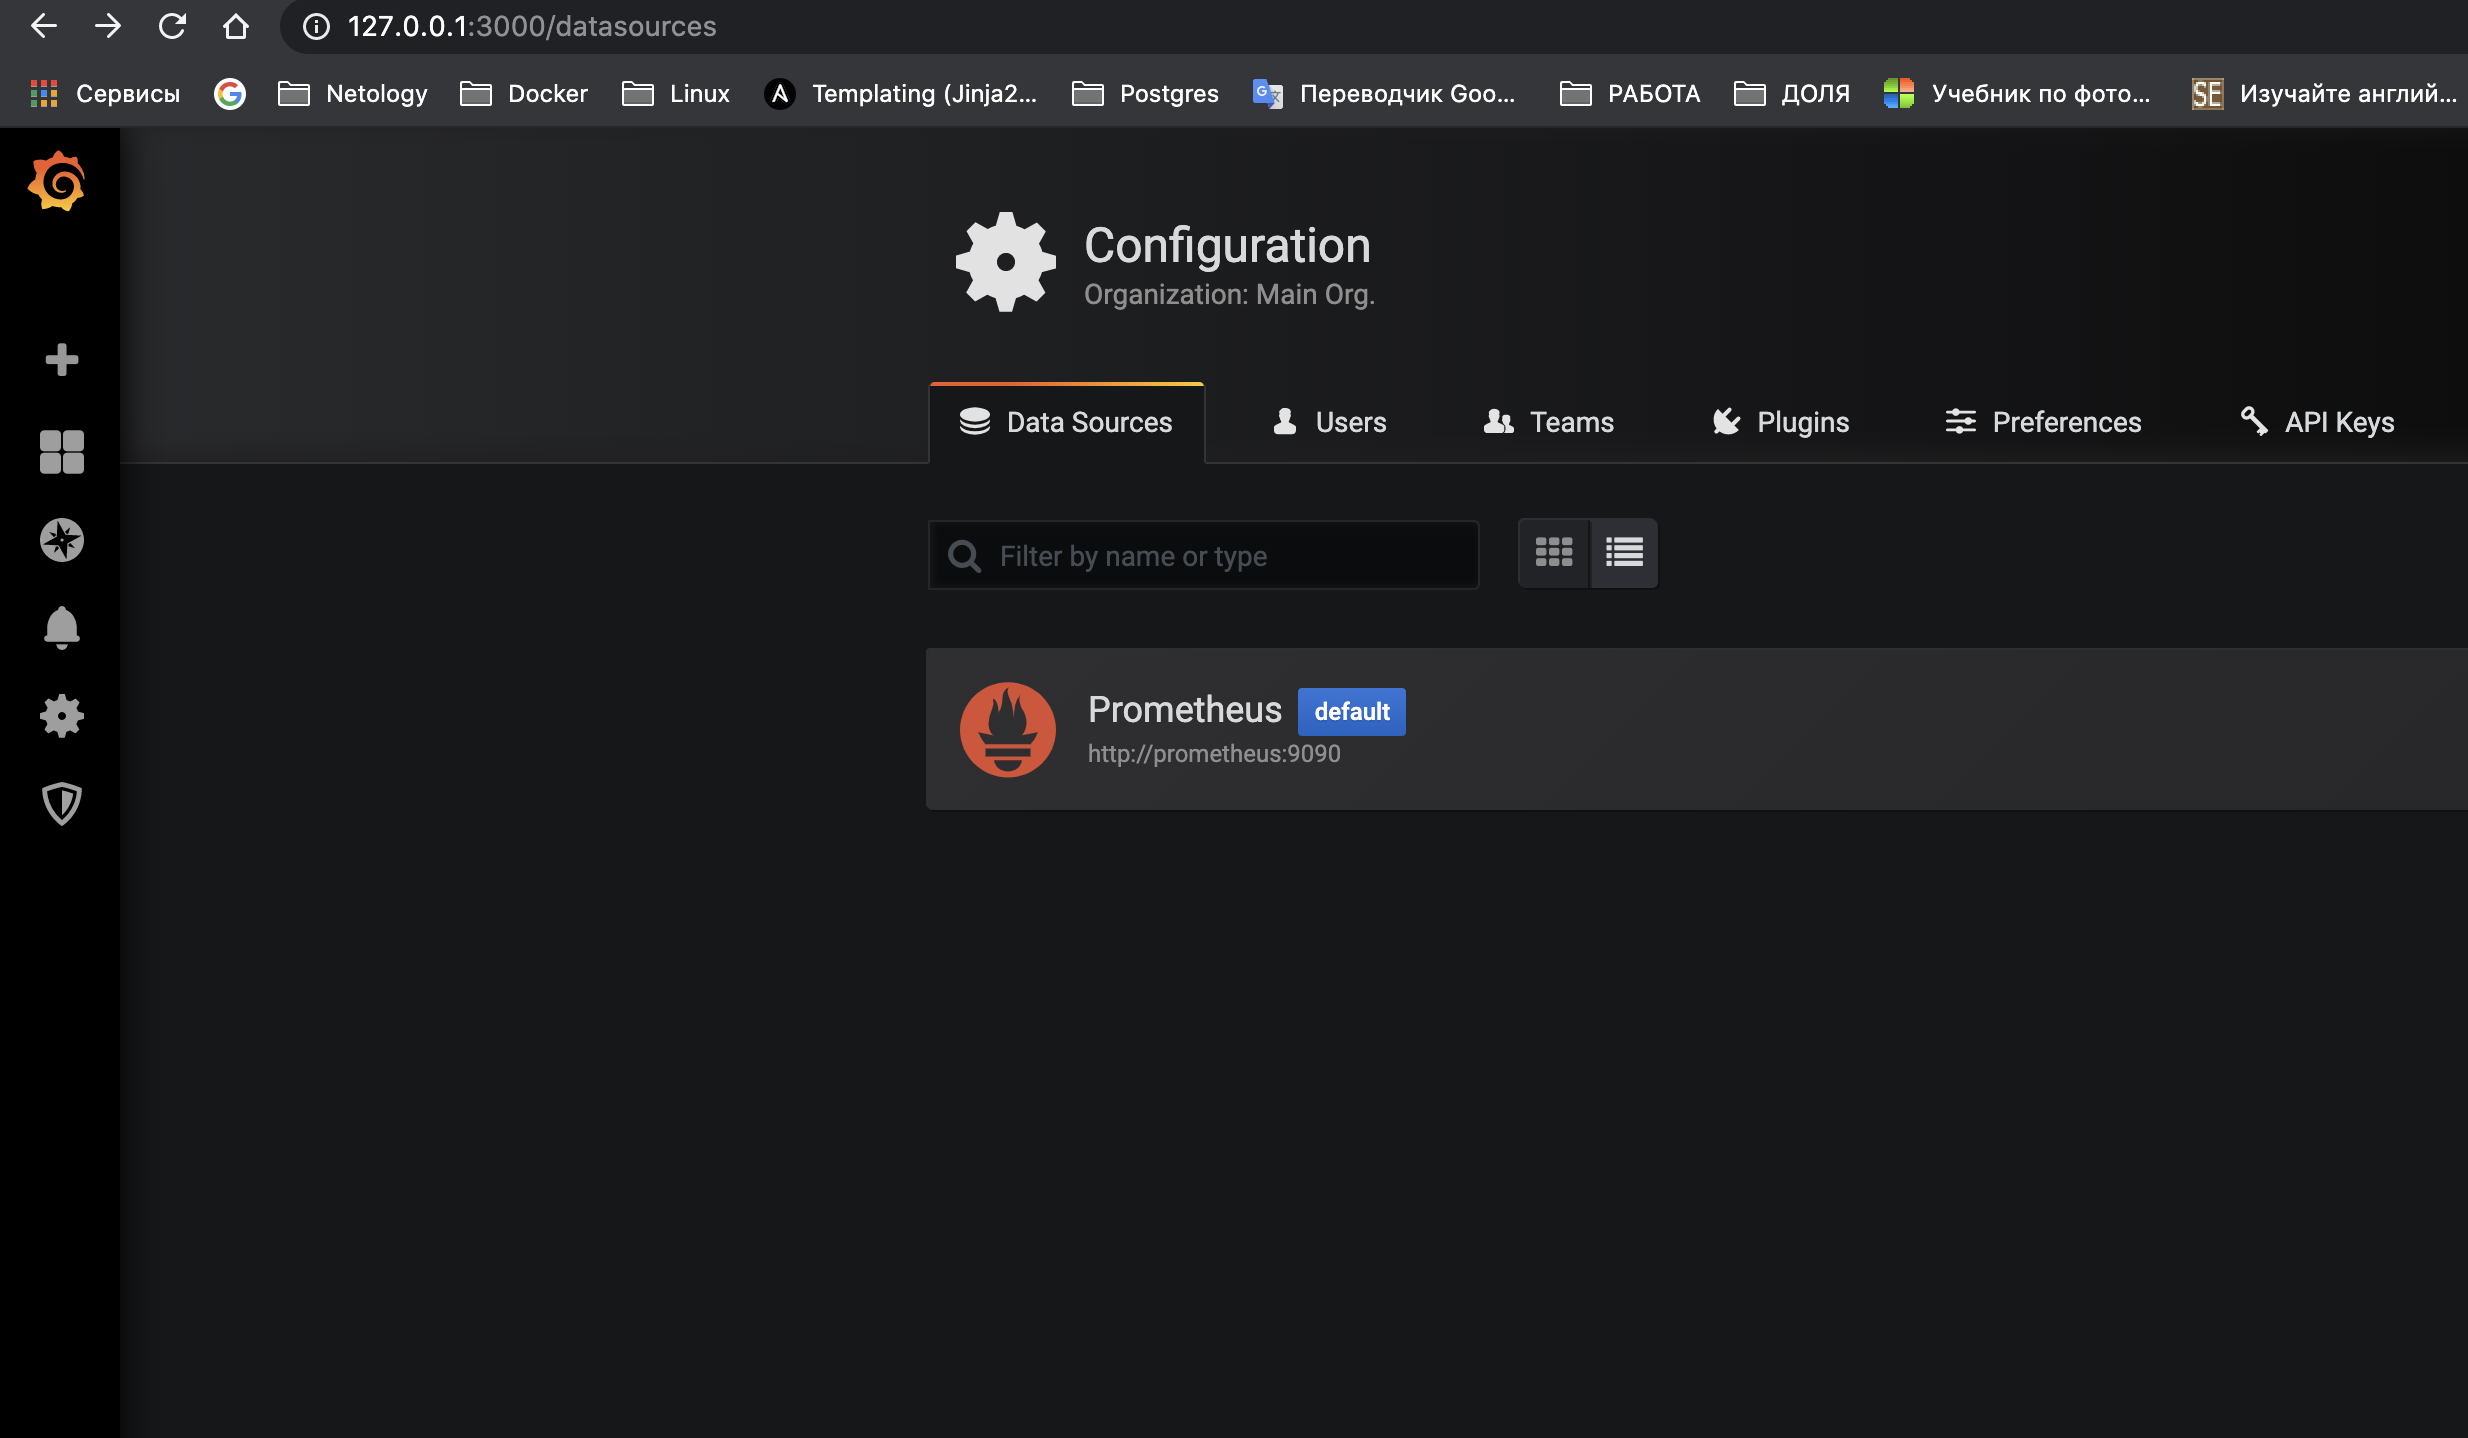 127.0.0.1:3000/datasources
Сервисы Netology Docker Linux Templating (Jinja2... Postgres Переводчик Goo... РАБОТА ДОЛЯ Учебник по фото... SE Изучайте англий...
Configuration
Organization: Main Org.
Data Sources Users Teams Plugins Preferences API Keys
Filter by name or type
Prometheus default
http://prometheus:9090